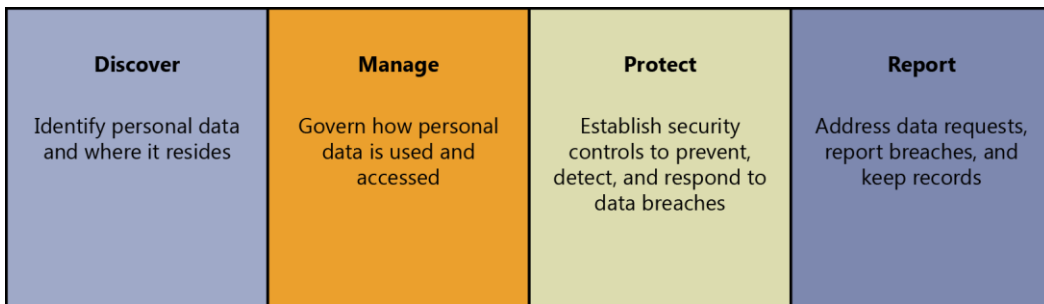 Discover
Identify personal data
and where it resides
Manage
Govern how personal
data is used and
accessed
Protect
Establish security
controls to prevent,
detect, and respond to
data breaches
Report
Address data requests,
report breaches, and
keep records